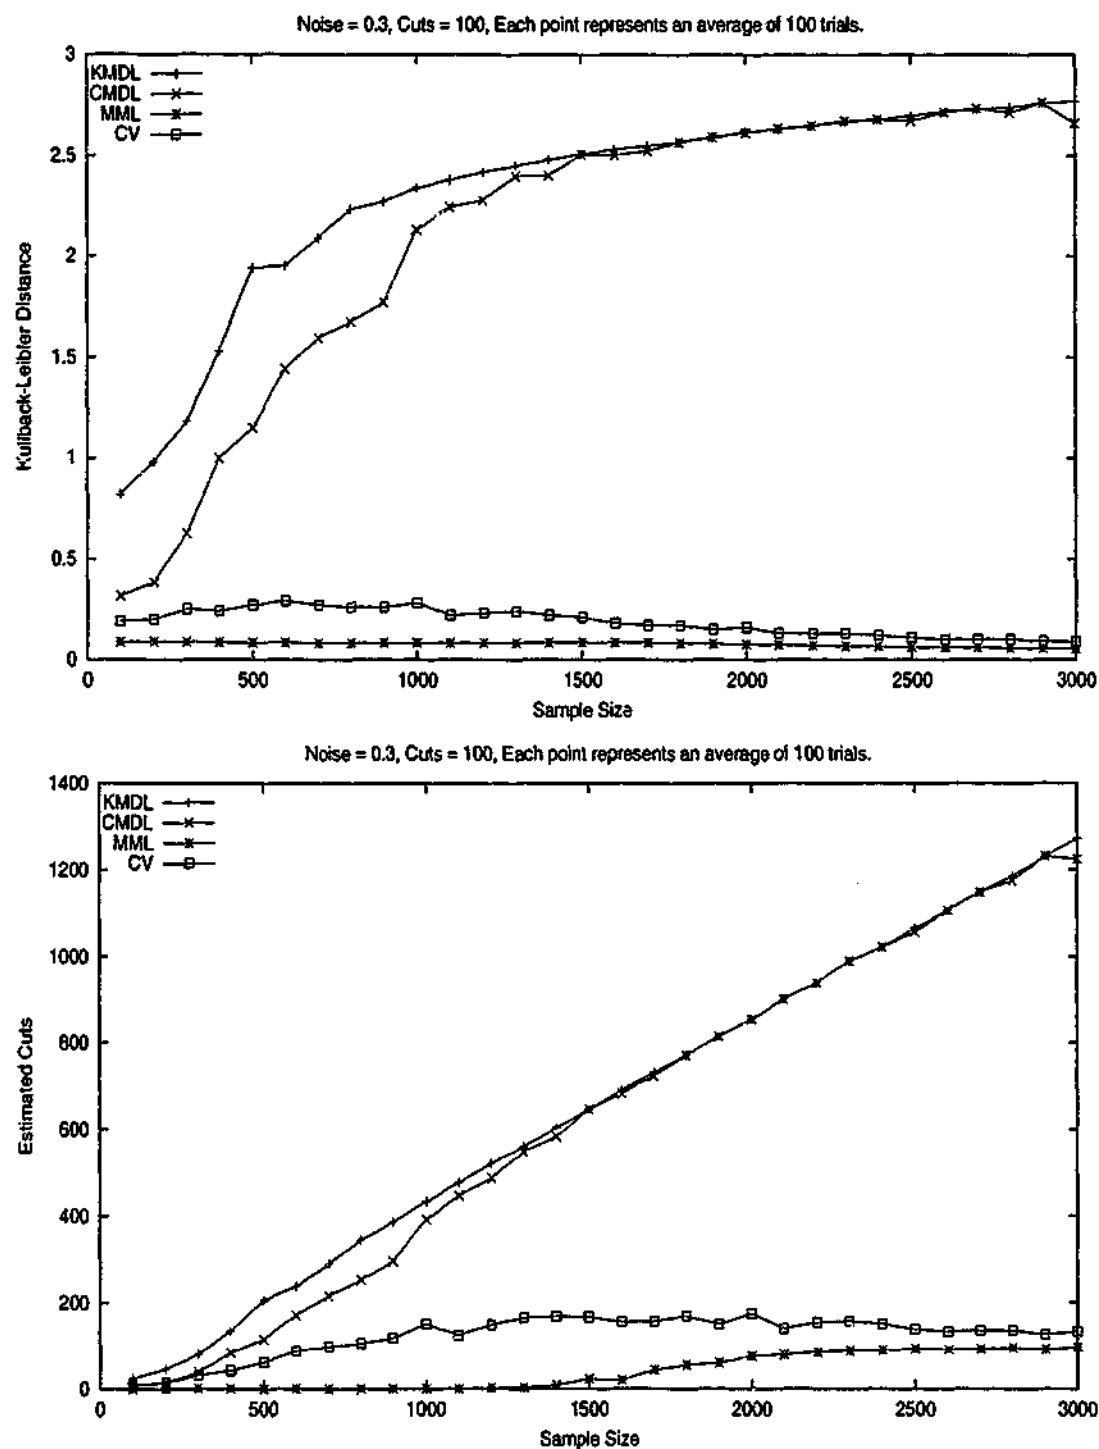 Noise = 0.3, Cuts = 100, Each point represents an average of 100 trials.
3
2.5
2
1.5
1
0.5
0
KMDL
CMDL
MML
CV
Kullback-Leibler Distance
0 500 1000 1500 2000 2500 3000
Sample Size
Noise = 0.3, Cuts = 100, Each point represents an average of 100 trials.
1400
1200
1000
800
600
400
200
0
KMDL
CMDL
MML
CV
Estimated Cuts
0 500 1000 1500 2000 2500 3000
Sample Size